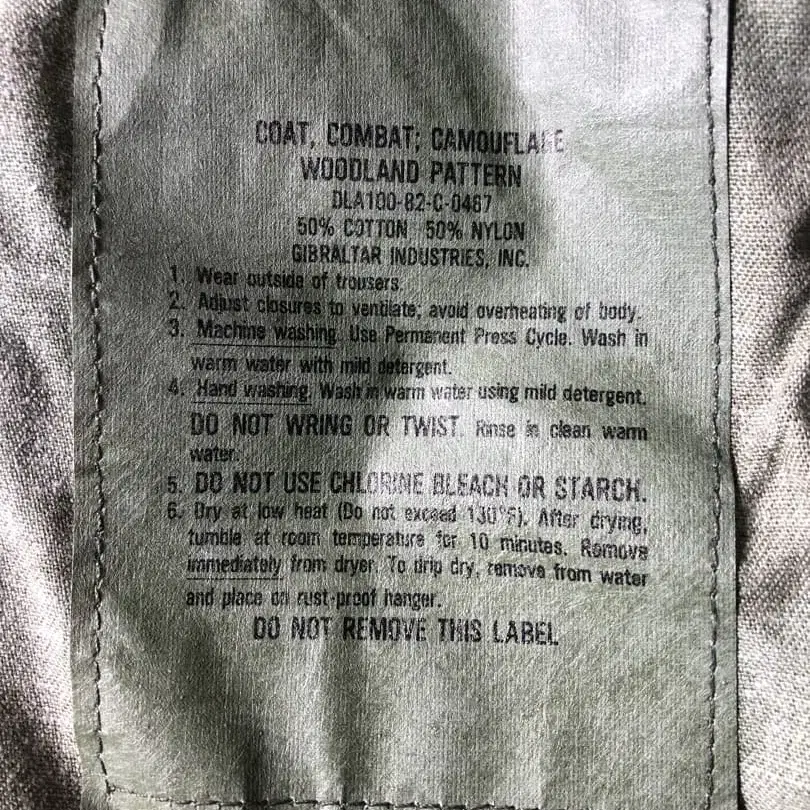 COAT, COMBAT; CAMOUFLAGE
WOODLAND PATTERN
DLA100-82-C-0467
50% COTTON 50% NYLON
GIBRALTAR INDUSTRIES, INC.
1. Wear outside of trousers.
2. Adjust closures to ventilate; avoid overheating of body.
3. Machine washing. Use Permanent Press Cycle. Wash in
warm water with mild detergent.
4. Hand washing. Wash in warm water using mild detergent.
DO NOT WRING OR TWIST. Rinse in clean warm
water.
5. DO NOT USE CHLORINE BLEACH OR STARCH.
6. Dry at low heat (Do not exceed 130°F). After drying,
tumble at room temperature for 10 minutes. Remove
immediately from dryer. To drip dry, remove from water
and place on rust-proof hanger.
DO NOT REMOVE THIS LABEL